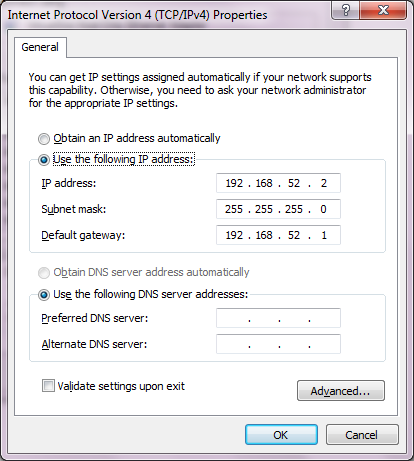 Internet Protocol Version 4 (TCP/IPv4) Properties
?
General
You can get IP settings assigned automatically if your network supports
this capability. Otherwise, you need to ask your network administrator
for the appropriate IP settings.
Obtain an IP address automatically
Use the following IP address:
IP address: 192 . 168 . 52 . 2
Subnet mask: 255 . 255 . 255 . 0
Default gateway: 192 . 168 . 52 . 1
Obtain DNS server address automatically
Use the following DNS server addresses:
Preferred DNS server: . . .
Alternate DNS server: . . .
Validate settings upon exit
Advanced...
OK Cancel